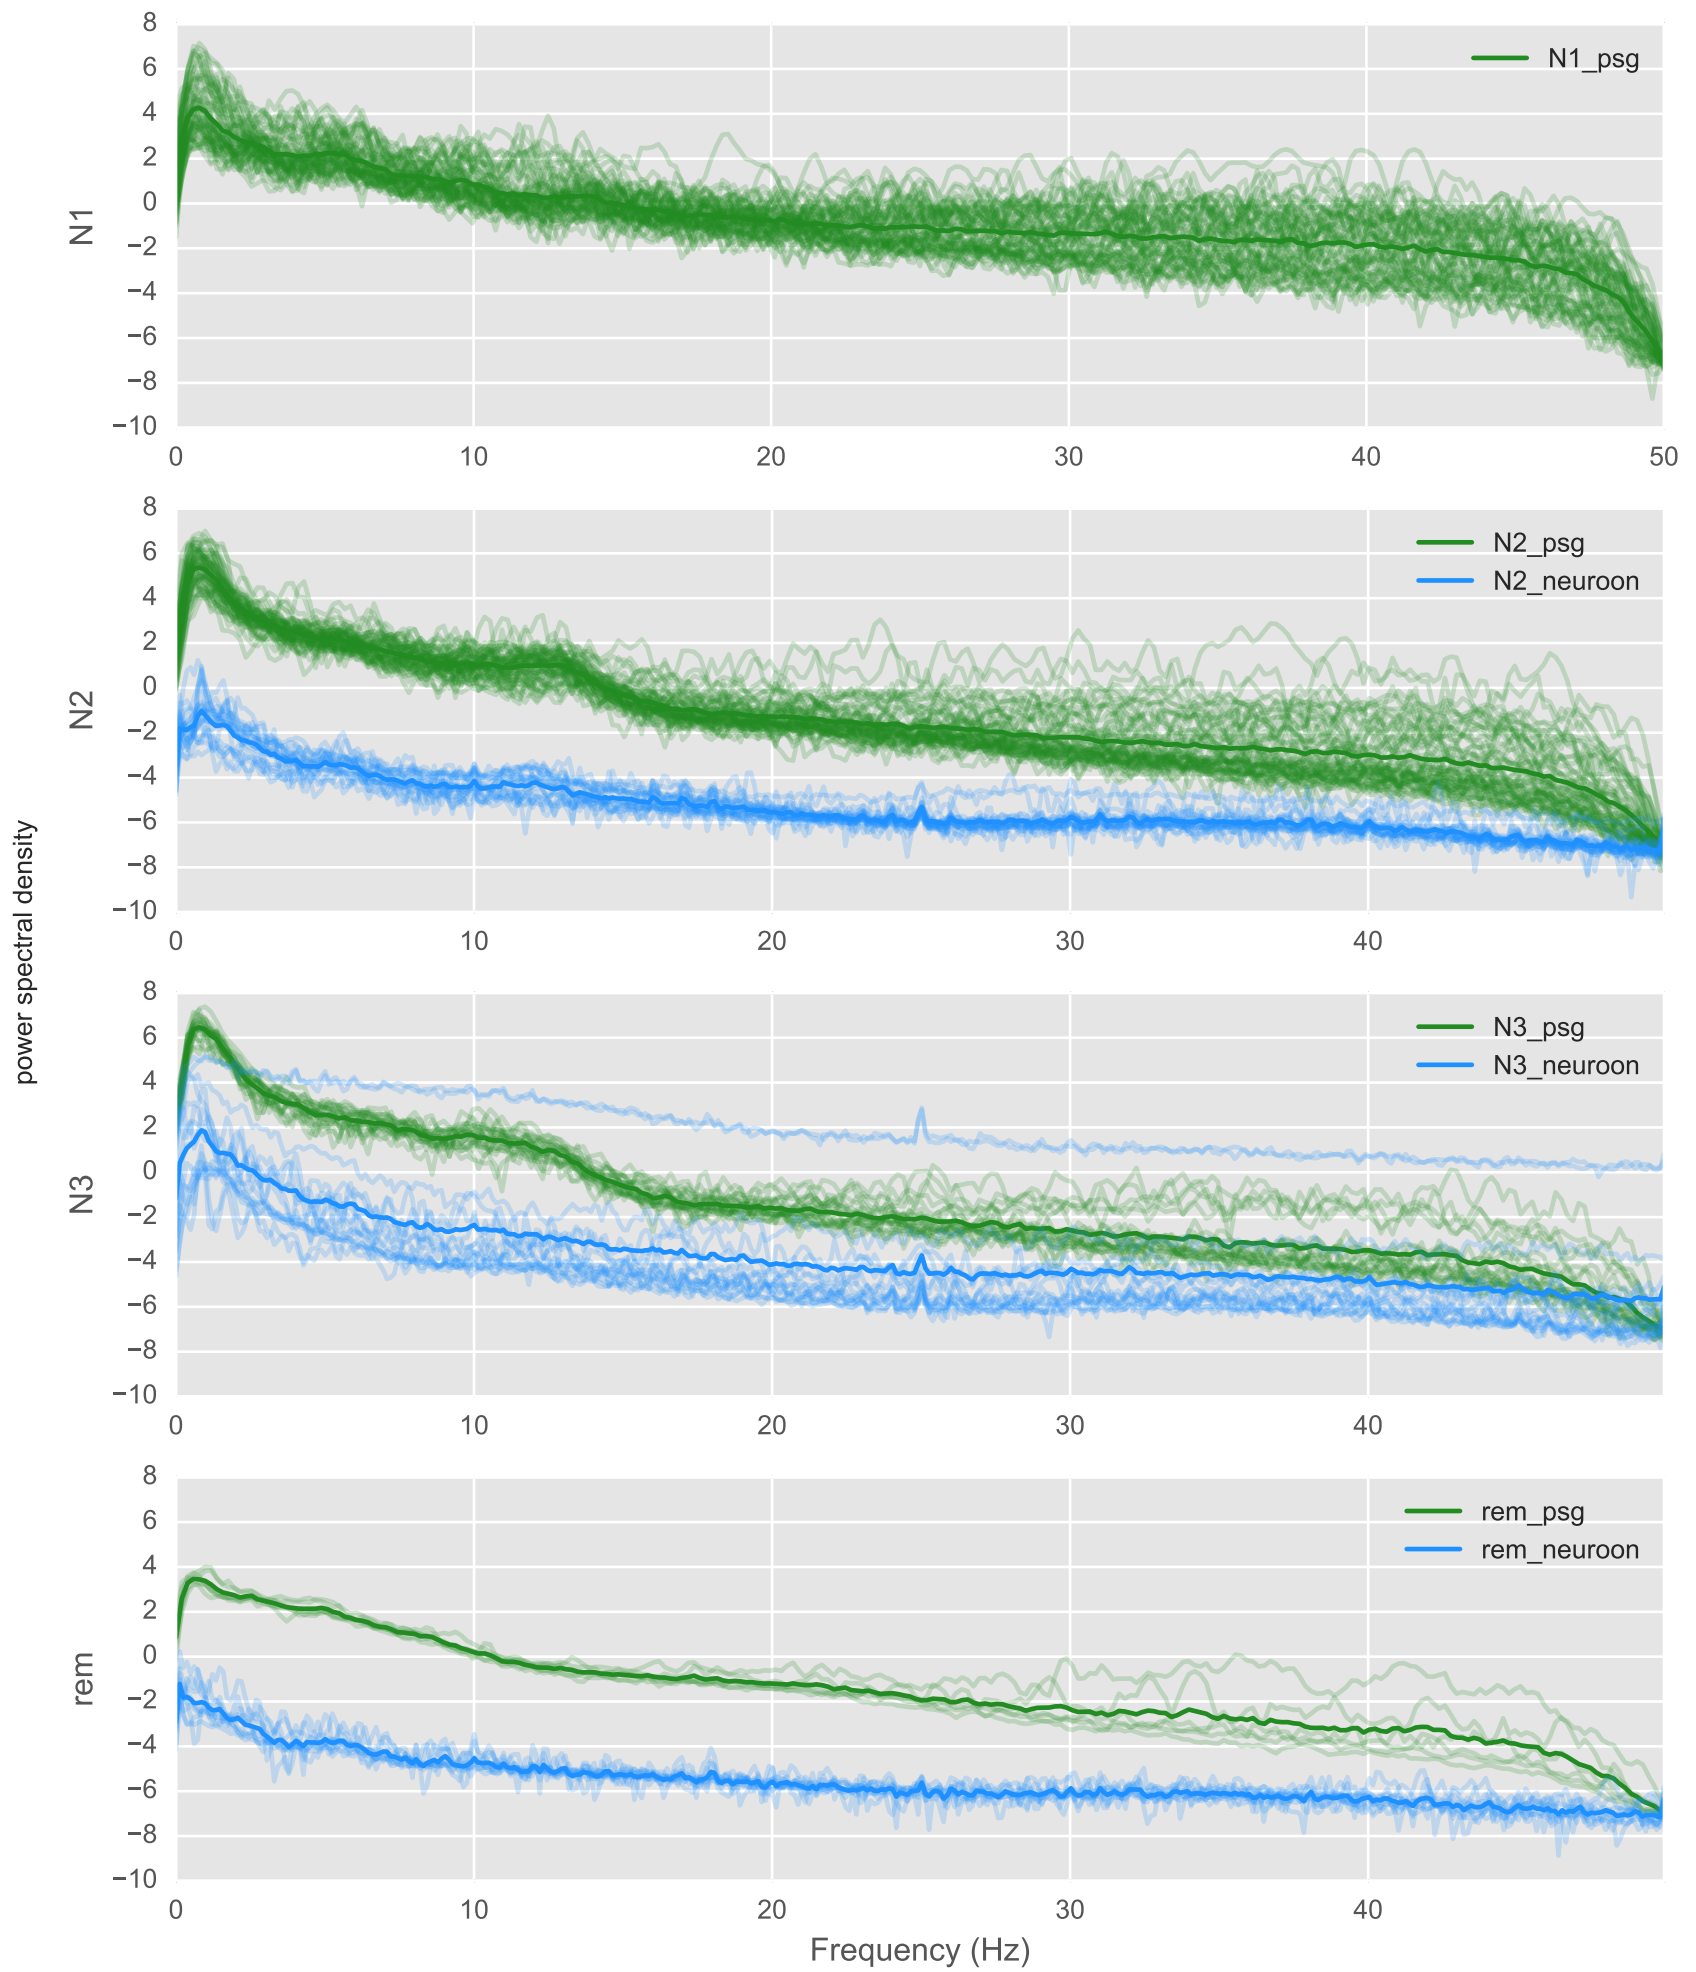 power spectral density
8
6
4
2
0
−2
−4
−6
−8
−10
N1
N1_psg
0 10 20 30 40 50
8
6
4
2
0
−2
−4
−6
−8
−10
N2
N2_psg
N2_neuroon
0 10 20 30 40
8
6
4
2
0
−2
−4
−6
−8
−10
N3
N3_psg
N3_neuroon
0 10 20 30 40
8
6
4
2
0
−2
−4
−6
−8
−10
rem
rem_psg
rem_neuroon
0 10 20 30 40
Frequency (Hz)